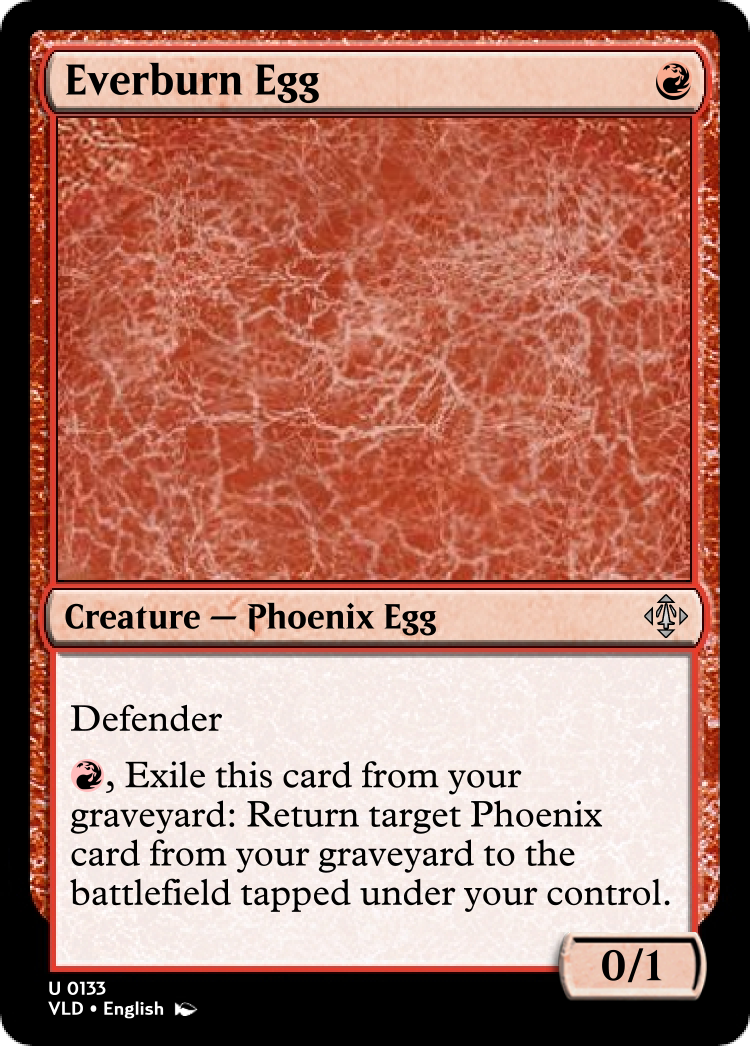 Everburn Egg
Creature — Phoenix Egg
Defender
, Exile this card from your
graveyard: Return target Phoenix
card from your graveyard to the
battlefield tapped under your control.
0/1
U 0133
VLD • English